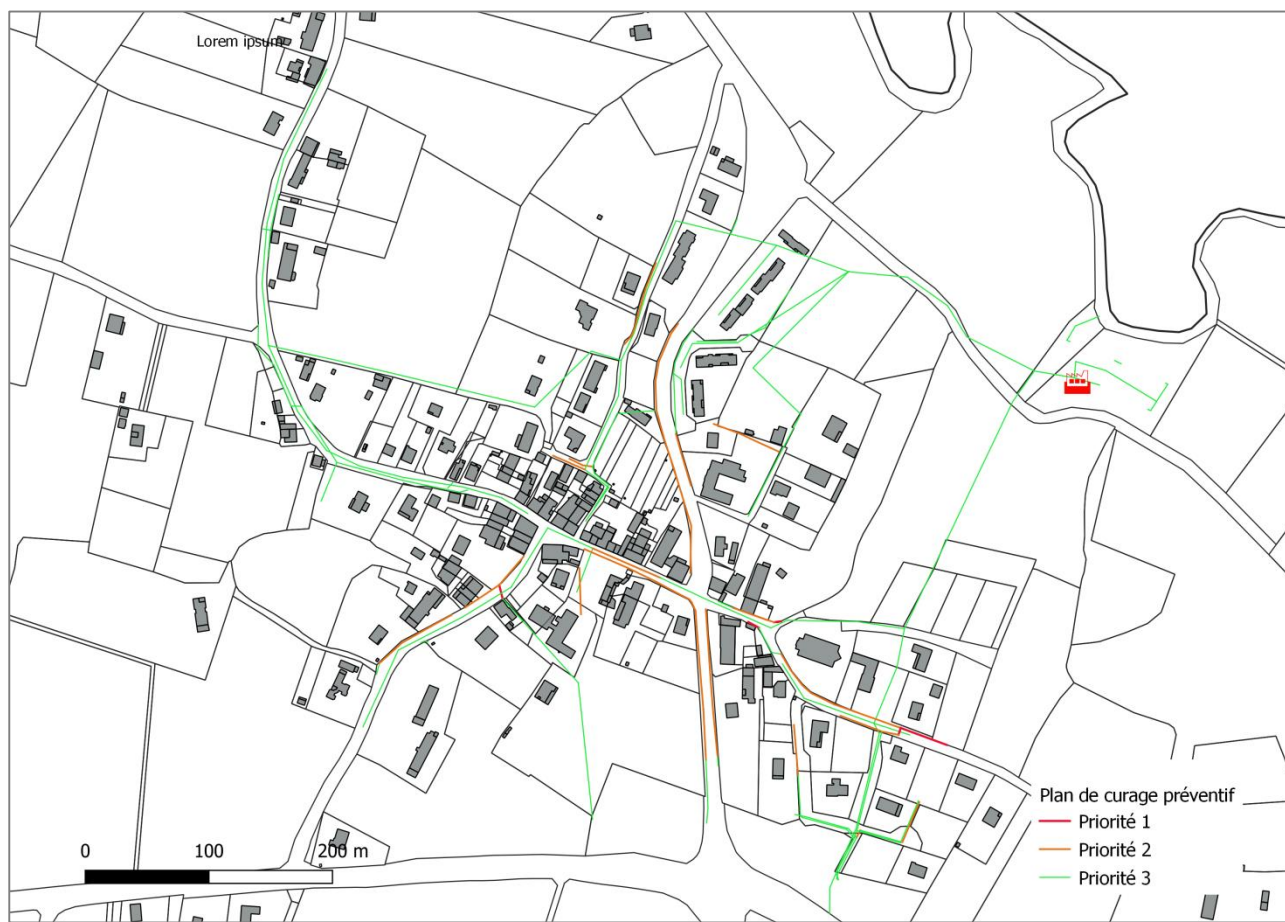 Lorem ipsum
Plan de curage préventif
Priorité 1
Priorité 2
Priorité 3
0 100 200 m